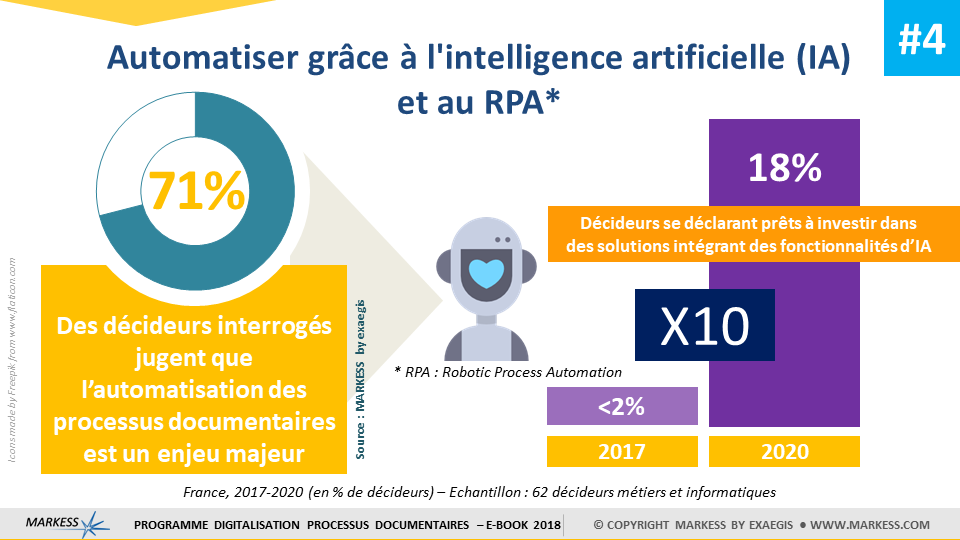 #4
Automatiser grâce à l'intelligence artificielle (IA)
et au RPA*
71%
Des décideurs interrogés
jugent que
l’automatisation des
processus documentaires
est un enjeu majeur
Icons made by Freepik from www.flaticon.com
Source : MARKESS by exaegis
* RPA : Robotic Process Automation
18%
Décideurs se déclarant prêts à investir dans
des solutions intégrant des fonctionnalités d’IA
X10
<2%
2017
2020
France, 2017-2020 (en % de décideurs) – Echantillon : 62 décideurs métiers et informatiques
MARKESS
PROGRAMME DIGITALISATION PROCESSUS DOCUMENTAIRES – E-BOOK 2018
© COPYRIGHT MARKESS BY EXAEGIS ● WWW.MARKESS.COM